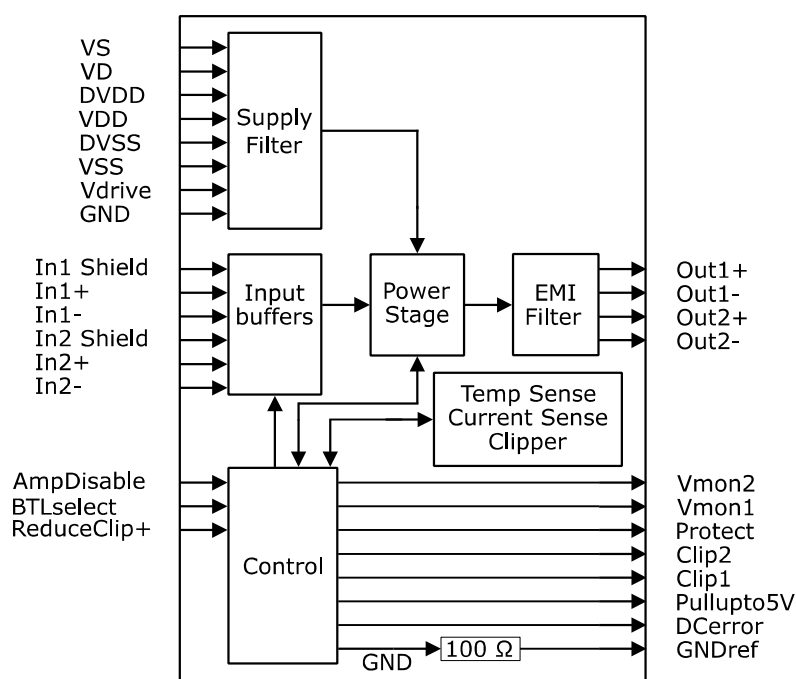 VS
VD
DVDD
VDD
DVSS
VSS
Vdrive
GND
Supply
Filter
In1 Shield
In1+
In1-
In2 Shield
In2+
In2-
Input
buffers
Power
Stage
EMI
Filter
Out1+
Out1-
Out2+
Out2-
Temp Sense
Current Sense
Clipper
AmpDisable
BTLselect
ReduceClip+
Control
Vmon2
Vmon1
Protect
Clip2
Clip1
Pullupto5V
DCerror
GND
100 Ω
GNDref